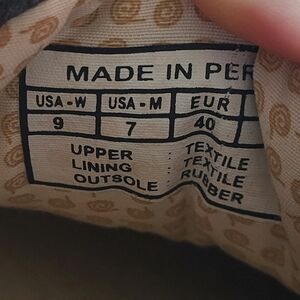 MADE IN PER
USA-W USA-M EUR
9 7 40
UPPER : TEXTILE
LINING : TEXTILE
OUTSOLE : RUBBER